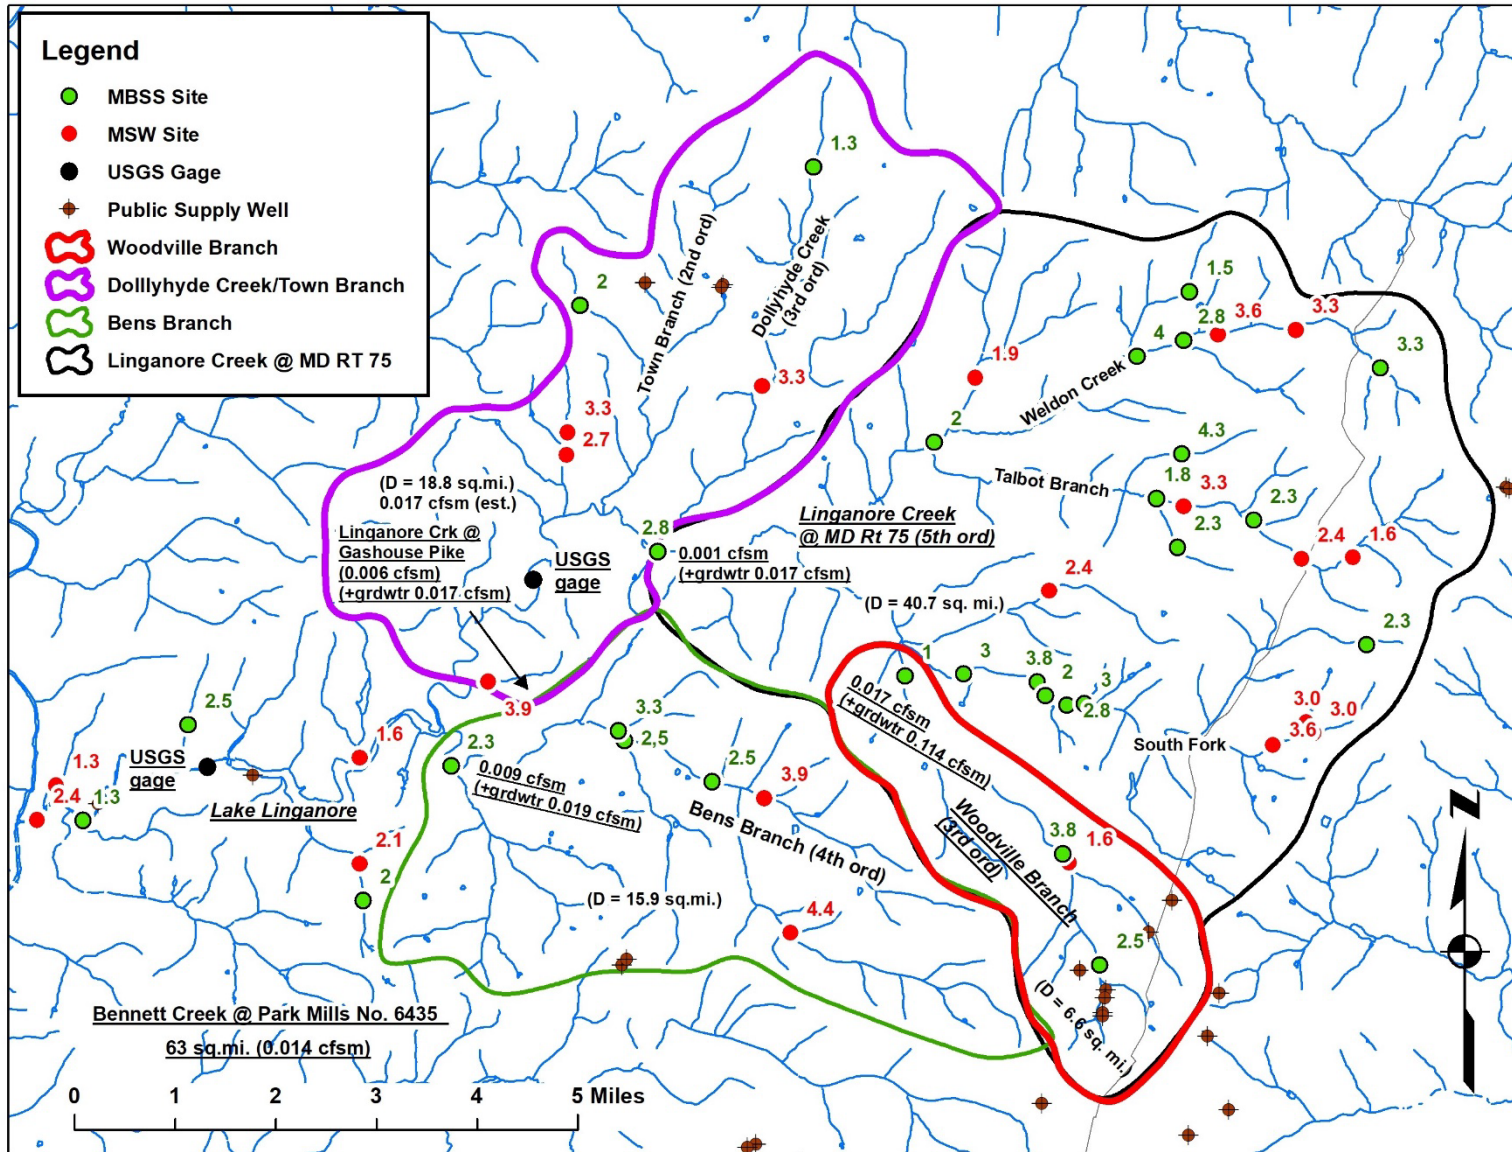 Legend
MBSS Site
MSW Site
USGS Gage
Public Supply Well
Woodville Branch
Dolllyhyde Creek/Town Branch
Bens Branch
Linganore Creek @ MD RT 75
1.3
Town Branch (2nd ord)
Dollyhyde Creek
(3rd ord)
2
3.3
3.3
2.7
1.9
2
1.5
2.8
3.6
3.3
4
3.3
Weldon Creek
4.3
1.8
3.3
2.3
2.3
Talbot Branch
2.4
1.6
(D = 18.8 sq.mi.)
0.017 cfsm (est.)
Linganore Crk @
Gashouse Pike
(0.006 cfsm)
(+grdwtr 0.017 cfsm)
USGS
gage
2.8
0.001 cfsm
(+grdwtr 0.017 cfsm)
Linganore Creek
@ MD Rt 75 (5th ord)
(D = 40.7 sq. mi.)
2.4
2.3
1
3
3.8
2
3
2.8
3.0
3.0
3.6
South Fork
0.017 cfsm
(+grdwtr 0.114 cfsm)
3.9
2.5
1.6
2.3
3.3
2,5
0.009 cfsm
(+grdwtr 0.019 cfsm)
2.5
3.9
Bens Branch (4th ord)
1.3
2.4
1.3
USGS
gage
Lake Linganore
2.1
2
Woodville Branch
(3rd ord)
3.8
1.6
(D = 15.9 sq.mi.)
4.4
2.5
(D = 6.6 sq. mi.)
Bennett Creek @ Park Mills No. 6435
63 sq.mi. (0.014 cfsm)
0 1 2 3 4 5 Miles
Z